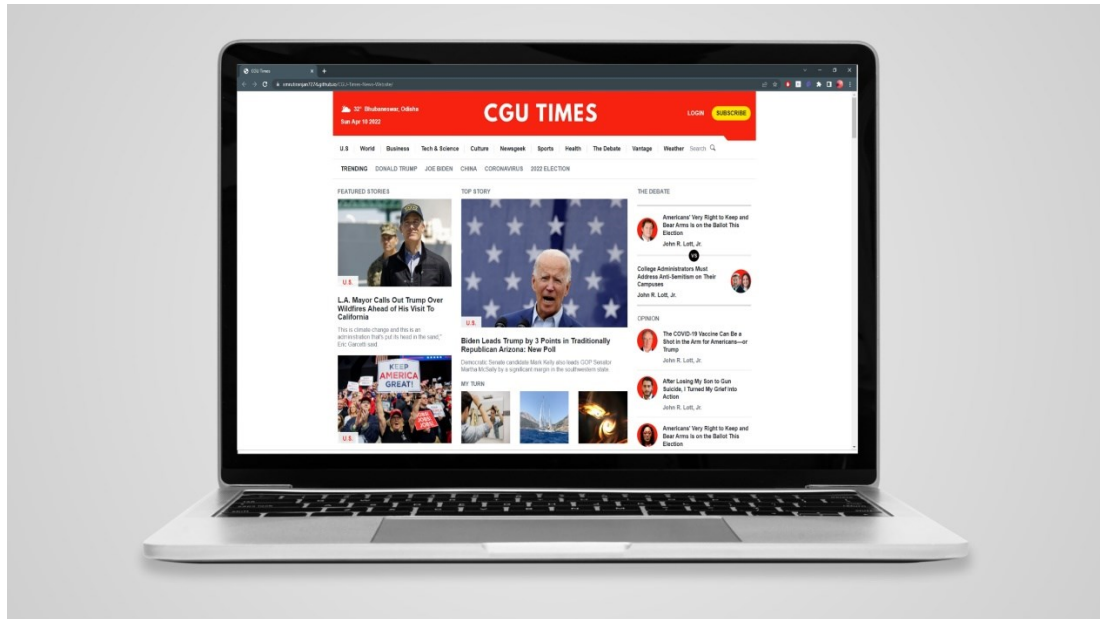 CGU Times
32° Bhubaneswar, Odisha
Sun Apr 10 2022
CGU TIMES
LOGIN
SUBSCRIBE
U.S World Business Tech & Science Culture Newsgeek Sports Health The Debate Vantage Weather Search
TRENDING DONALD TRUMP JOE BIDEN CHINA CORONAVIRUS 2022 ELECTION
FEATURED STORIES
U.S.
L.A. Mayor Calls Out Trump Over
Wildfires Ahead of His Visit To
California
This is climate change and this is an
administration that's put its head in the sand,"
Eric Garcetti said
KEEP
AMERICA
GREAT!
U.S.
TOP STORY
U.S.
Biden Leads Trump by 3 Points in Traditionally
Republican Arizona: New Poll
Democratic Senate candidate Mark Kelly also leads GOP Senator
Martha McSally by a significant margin in the southwestern state.
MY TURN
THE DEBATE
Americans' Very Right to Keep and
Bear Arms Is on the Ballot This
Election
John R. Lott, Jr.
VS
College Administrators Must
Address Anti-Semitism on Their
Campuses
John R. Lott, Jr.
OPINION
The COVID-19 Vaccine Can Be a
Shot in the Arm for Americans—or
Trump
John R. Lott, Jr.
After Losing My Son to Gun
Suicide, I Turned My Grief Into
Action
John R. Lott, Jr.
Americans' Very Right to Keep and
Bear Arms Is on the Ballot This
Election